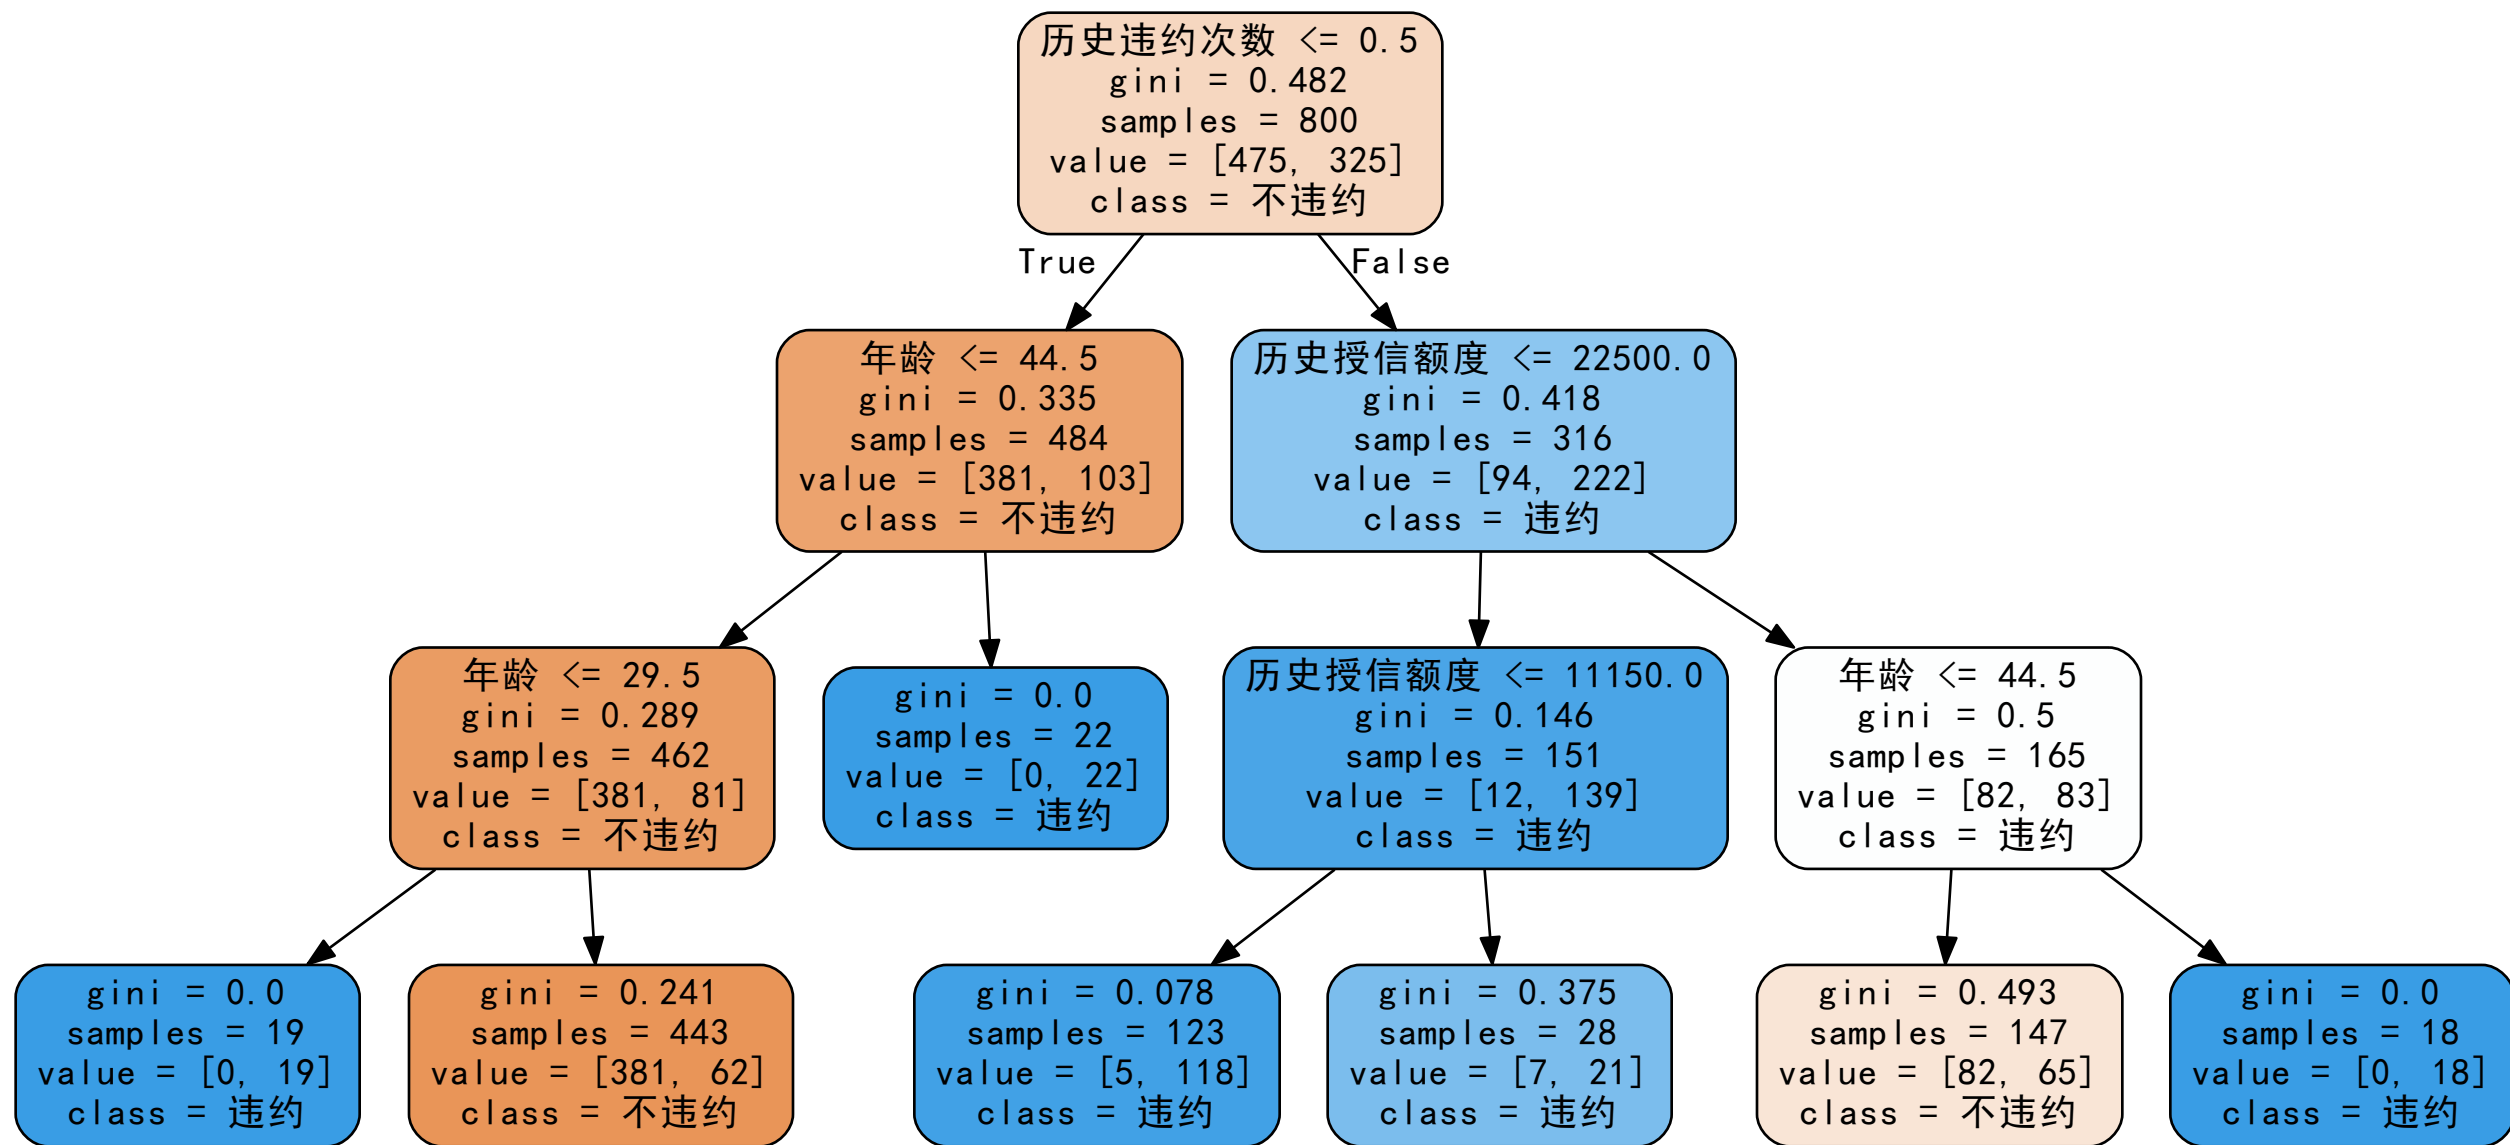 历史违约次数 <= 0.5
gini = 0.482
samples = 800
value = [475, 325]
class = 不违约
True
False
年龄 <= 44.5
gini = 0.335
samples = 484
value = [381, 103]
class = 不违约
历史授信额度 <= 22500.0
gini = 0.418
samples = 316
value = [94, 222]
class = 违约
年龄 <= 29.5
gini = 0.289
samples = 462
value = [381, 81]
class = 不违约
gini = 0.0
samples = 22
value = [0, 22]
class = 违约
历史授信额度 <= 11150.0
gini = 0.146
samples = 151
value = [12, 139]
class = 违约
年龄 <= 44.5
gini = 0.5
samples = 165
value = [82, 83]
class = 违约
gini = 0.0
samples = 19
value = [0, 19]
class = 违约
gini = 0.241
samples = 443
value = [381, 62]
class = 不违约
gini = 0.078
samples = 123
value = [5, 118]
class = 违约
gini = 0.375
samples = 28
value = [7, 21]
class = 违约
gini = 0.493
samples = 147
value = [82, 65]
class = 不违约
gini = 0.0
samples = 18
value = [0, 18]
class = 违约